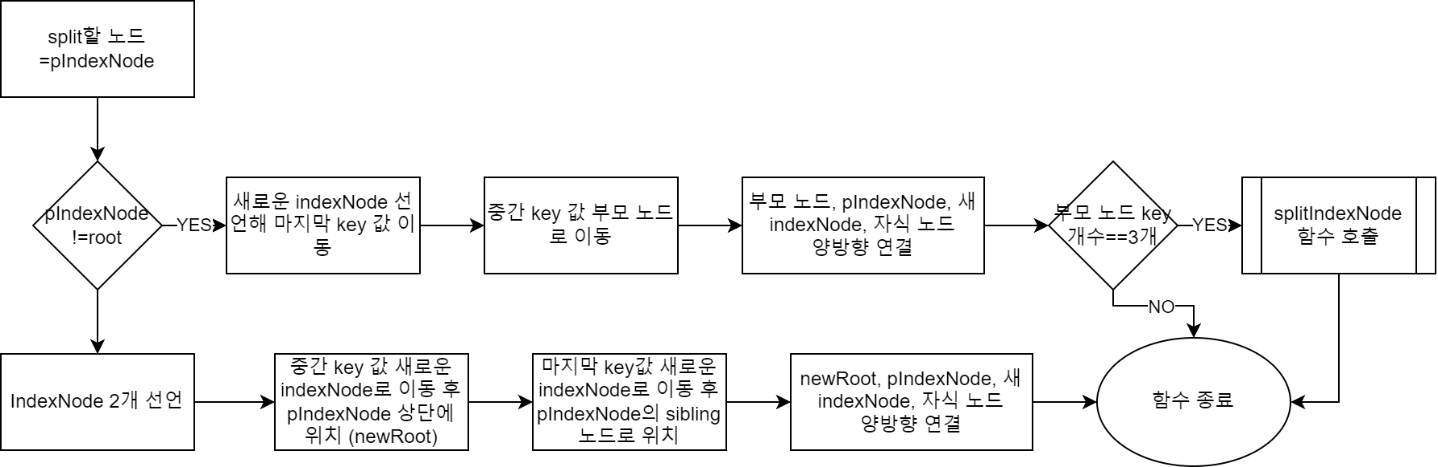 split할 노드
=pIndexNode
pIndexNode
!=root
YES
새로운 indexNode 선
언해 마지막 key 값 이
동
중간 key 값 부모 노드
로 이동
부모 노드, pIndexNode, 새
indexNode, 자식 노드
양방향 연결
부모 노드 key
개수==3개
YES
splitIndexNode
함수 호출
NO
IndexNode 2개 선언
중간 key 값 새로운
indexNode로 이동 후
pIndexNode 상단에
위치 (newRoot)
마지막 key값 새로운
indexNode로 이동 후
pIndexNode의 sibling
노드로 위치
newRoot, pIndexNode, 새
indexNode, 자식 노드
양방향 연결
함수 종료